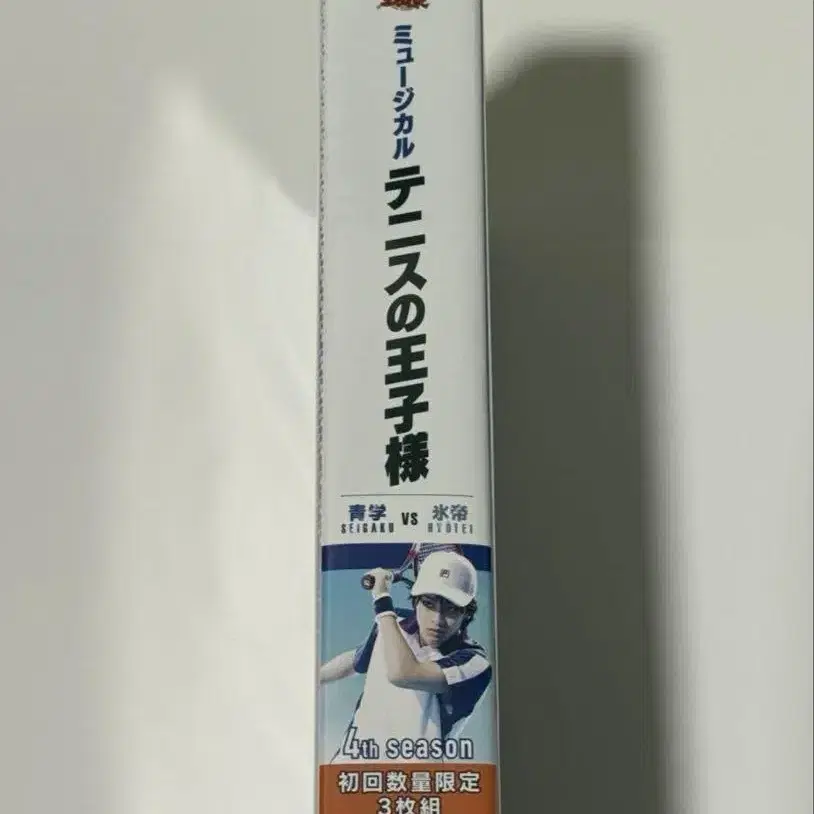 ミュージカル
テニスの王子様
青学 vs 氷帝
SEIGAKU HYOTEI
4th season
初回数量限定
3枚組